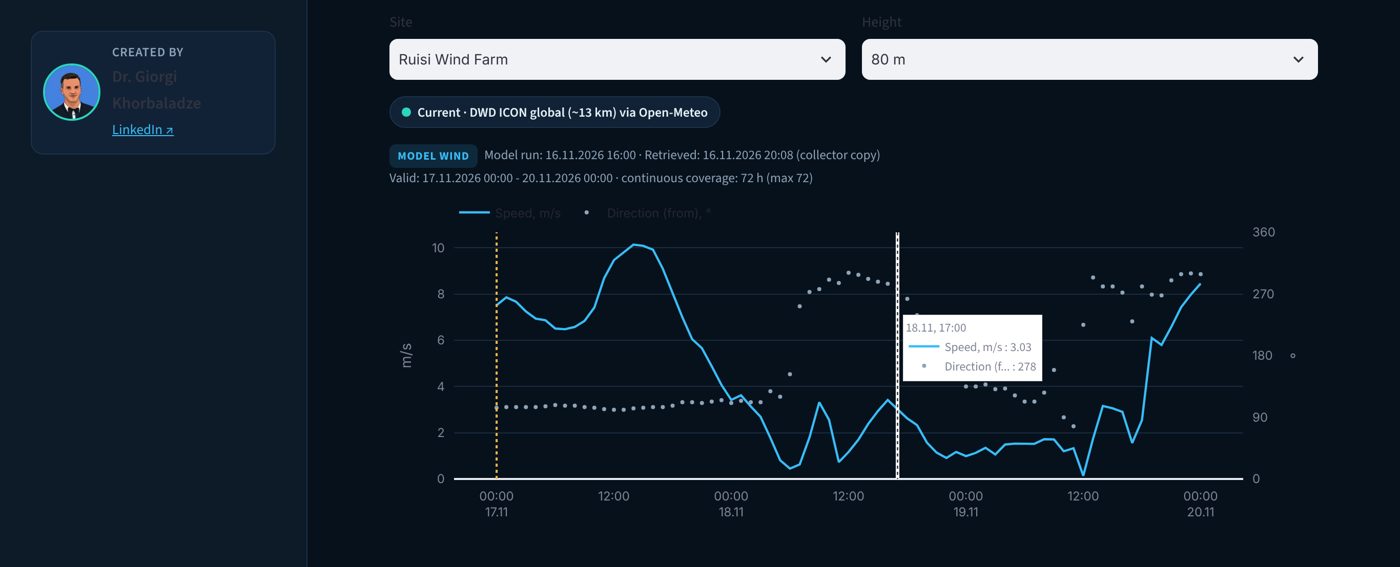 CREATED BY
Dr. Giorgi
Khorbaladze
LinkedIn ↗
Site
Height
Ruisi Wind Farm
80 m
Current · DWD ICON global (~13 km) via Open-Meteo
MODEL WIND Model run: 16.11.2026 16:00 · Retrieved: 16.11.2026 20:08 (collector copy)
Valid: 17.11.2026 00:00 - 20.11.2026 00:00 · continuous coverage: 72 h (max 72)
Speed, m/s
Direction (from), °
m/s
10
8
6
4
2
0
360
270
180
90
0
°
18.11, 17:00
Speed, m/s : 3.03
Direction (f... : 278
00:00 12:00 00:00 12:00 00:00 12:00 00:00
17.11 18.11 19.11 20.11